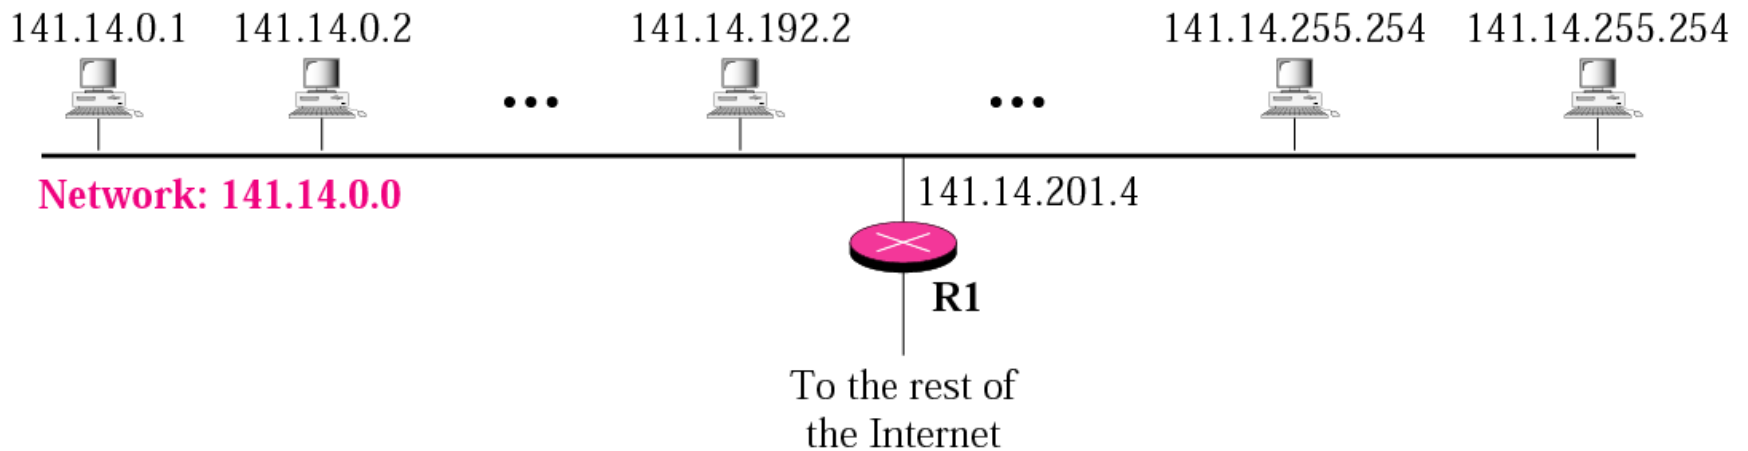 141.14.0.1 141.14.0.2 141.14.192.2 141.14.255.254 141.14.255.254
Network: 141.14.0.0
141.14.201.4
R1
To the rest of
the Internet